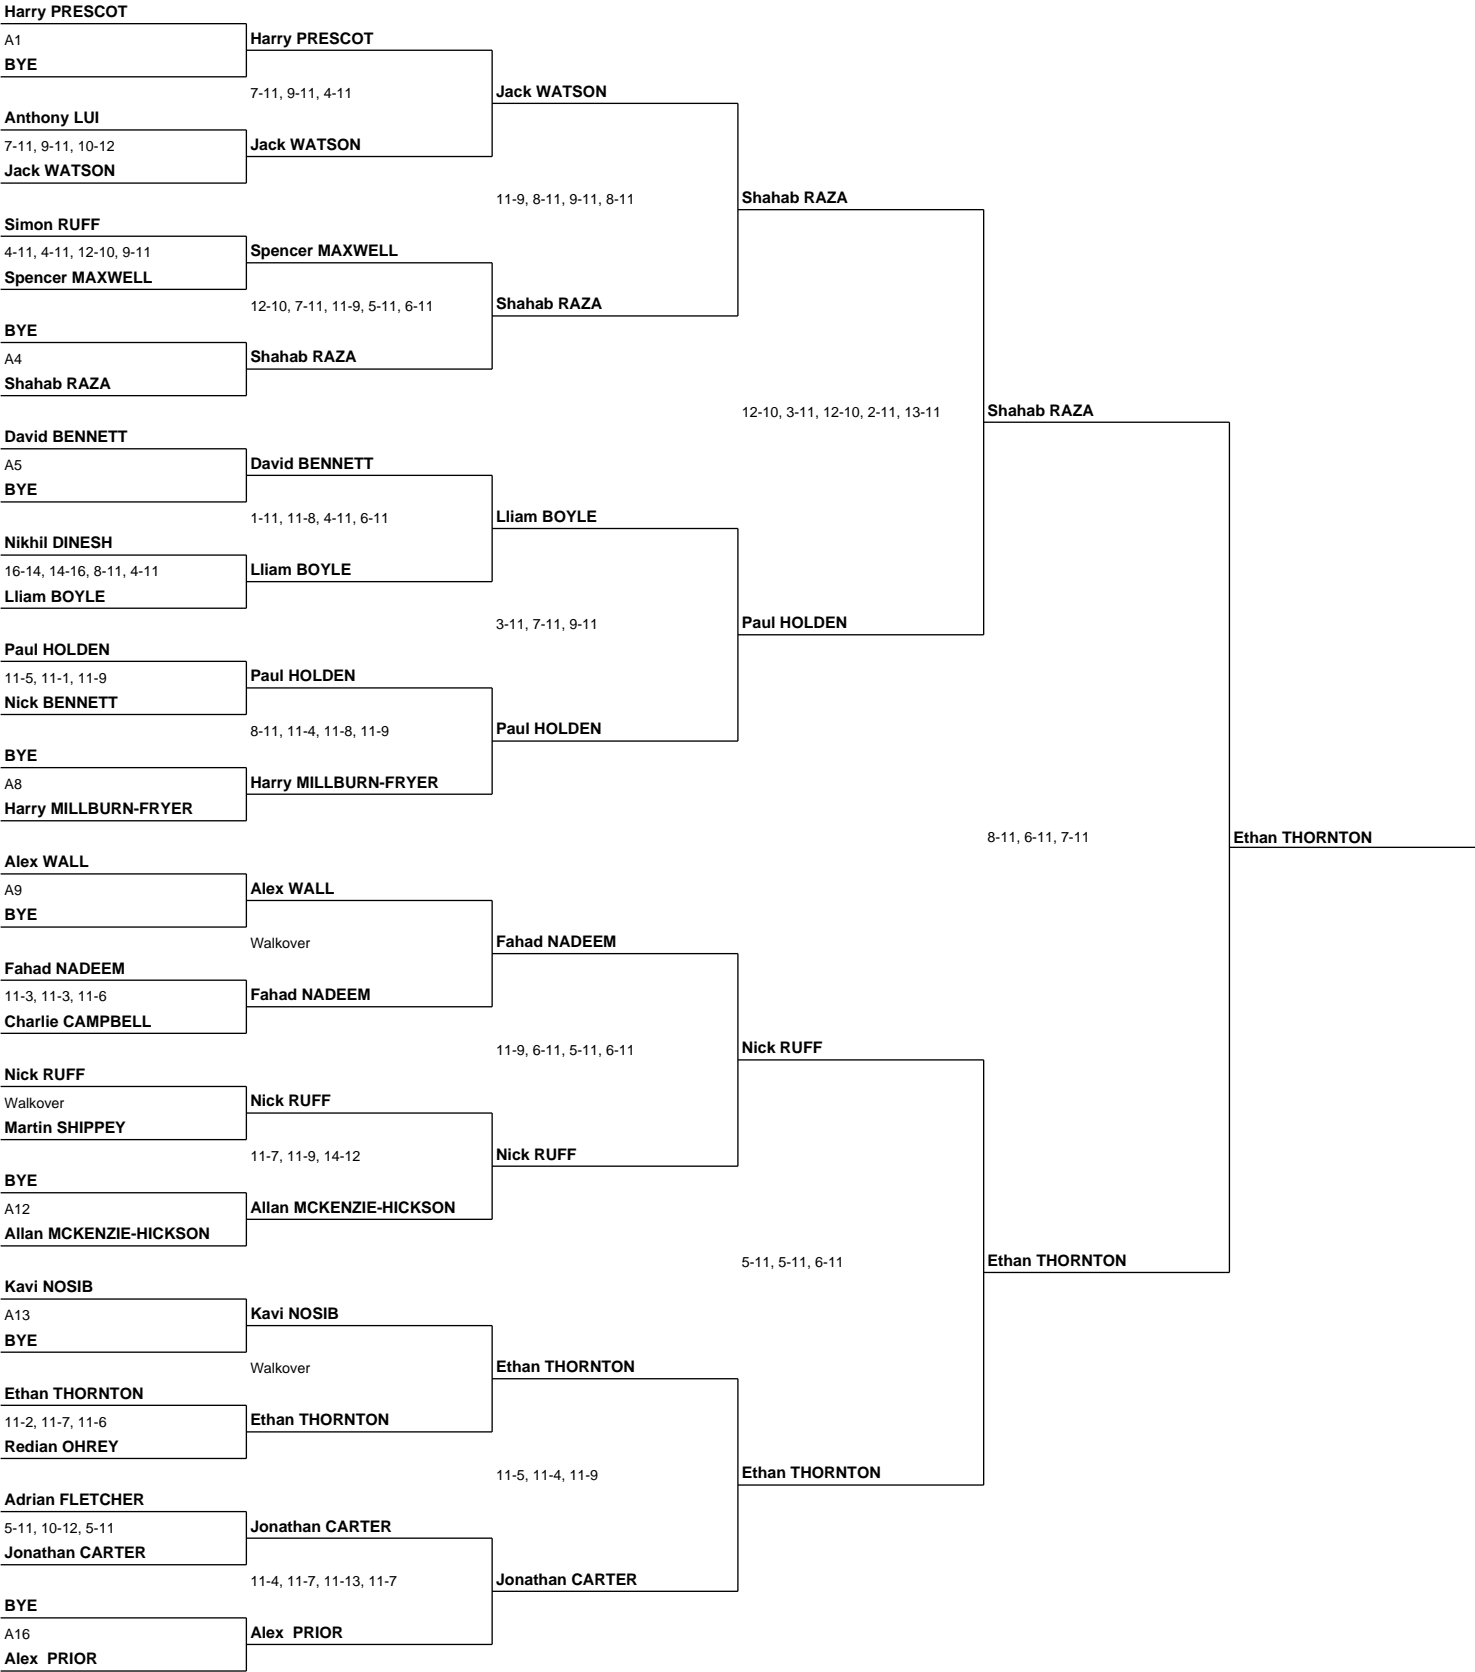 Harry PRESCOT
A1
BYE
Harry PRESCOT
7-11, 9-11, 4-11
Jack WATSON
Anthony LUI
7-11, 9-11, 10-12
Jack WATSON
Jack WATSON
11-9, 8-11, 9-11, 8-11
Shahab RAZA
Simon RUFF
4-11, 4-11, 12-10, 9-11
Spencer MAXWELL
Spencer MAXWELL
12-10, 7-11, 11-9, 5-11, 6-11
Shahab RAZA
BYE
A4
Shahab RAZA
Shahab RAZA
12-10, 3-11, 12-10, 2-11, 13-11
Shahab RAZA
David BENNETT
A5
BYE
David BENNETT
1-11, 11-8, 4-11, 6-11
Lliam BOYLE
Nikhil DINESH
16-14, 14-16, 8-11, 4-11
Lliam BOYLE
Lliam BOYLE
3-11, 7-11, 9-11
Paul HOLDEN
Paul HOLDEN
11-5, 11-1, 11-9
Nick BENNETT
Paul HOLDEN
8-11, 11-4, 11-8, 11-9
Paul HOLDEN
BYE
A8
Harry MILLBURN-FRYER
Harry MILLBURN-FRYER
8-11, 6-11, 7-11
Ethan THORNTON
Alex WALL
A9
BYE
Alex WALL
Walkover
Fahad NADEEM
Fahad NADEEM
11-3, 11-3, 11-6
Charlie CAMPBELL
Fahad NADEEM
11-9, 6-11, 5-11, 6-11
Nick RUFF
Nick RUFF
Walkover
Martin SHIPPEY
Nick RUFF
11-7, 11-9, 14-12
Nick RUFF
BYE
A12
Allan MCKENZIE-HICKSON
Allan MCKENZIE-HICKSON
5-11, 5-11, 6-11
Ethan THORNTON
Kavi NOSIB
A13
BYE
Kavi NOSIB
Walkover
Ethan THORNTON
Ethan THORNTON
11-2, 11-7, 11-6
Redian OHREY
Ethan THORNTON
11-5, 11-4, 11-9
Ethan THORNTON
Adrian FLETCHER
5-11, 10-12, 5-11
Jonathan CARTER
Jonathan CARTER
11-4, 11-7, 11-13, 11-7
Jonathan CARTER
BYE
A16
Alex  PRIOR
Alex  PRIOR